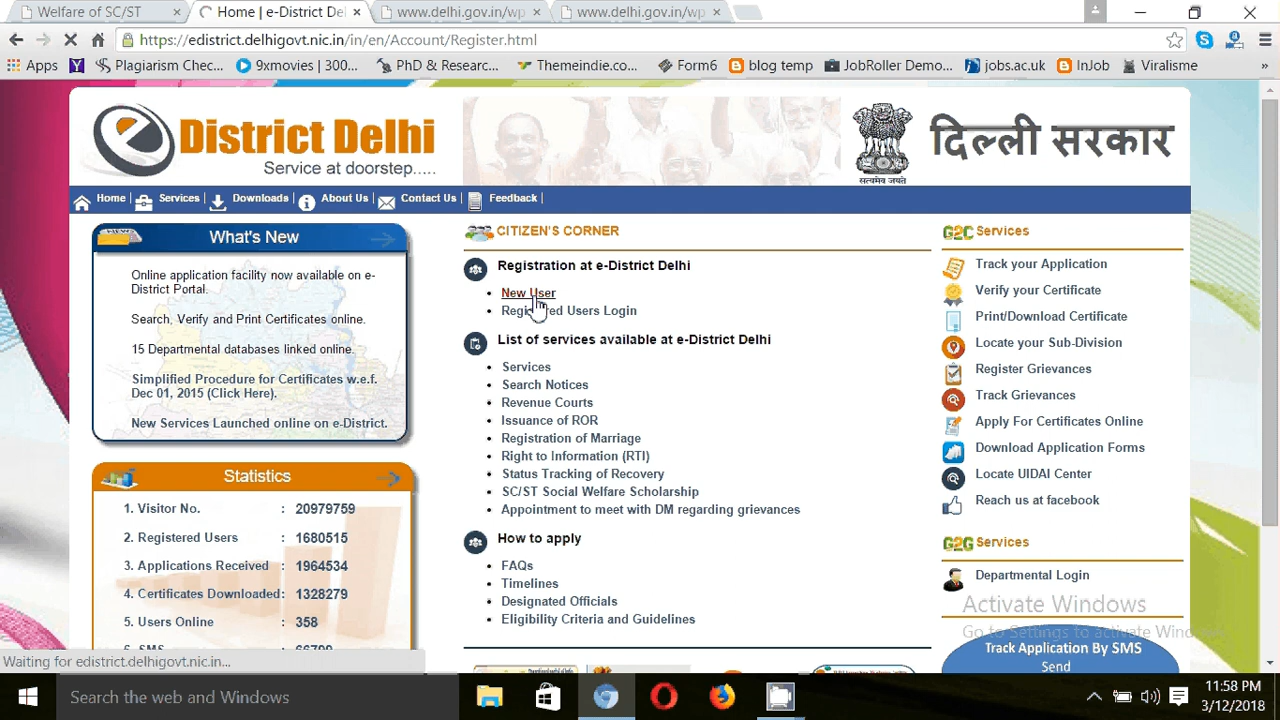 Welfare of SC/ST
Home | e-District De
www.delhi.gov.in/wp
www.delhi.gov.in/wp
https://edistrict.delhigovt.nic.in/in/en/Account/Register.html
Apps
Plagiarism Chec...
9xmovies | 300...
PhD & Researc...
Themeindie.co...
Form6
blog temp
JobRoller Demo...
jobs.ac.uk
InJob
Viralisme
»
e District Delhi
Service at doorstep.....
सत्यमेव जयते
दिल्ली सरकार
Home | Services | Downloads | About Us | Contact Us | Feedback |
NEW
What's New
Online application facility now available on e-
District Portal.
Search, Verify and Print Certificates online.
15 Departmental databases linked online.
Simplified Procedure for Certificates w.e.f.
Dec 01, 2015 (Click Here).
New Services Launched online on e-District.
Statistics
1. Visitor No. : 20979759
2. Registered Users : 1680515
3. Applications Received : 1964534
4. Certificates Downloaded: 1328279
5. Users Online : 358
CITIZEN'S CORNER
Registration at e-District Delhi
New User
Registered Users Login
List of services available at e-District Delhi
Services
Search Notices
Revenue Courts
Issuance of ROR
Registration of Marriage
Right to Information (RTI)
Status Tracking of Recovery
SC/ST Social Welfare Scholarship
Appointment to meet with DM regarding grievances
How to apply
FAQs
Timelines
Designated Officials
Eligibility Criteria and Guidelines
G2C Services
Track your Application
Verify your Certificate
Print/Download Certificate
Locate your Sub-Division
Register Grievances
Track Grievances
Apply For Certificates Online
Download Application Forms
Locate UIDAI Center
Reach us at facebook
G2G Services
Departmental Login
Activate Windows
Go to Settings to activate Windows.
Track Application By SMS
Send
Waiting for edistrict.delhigovt.nic.in...
Search the web and Windows
11:58 PM
3/12/2018